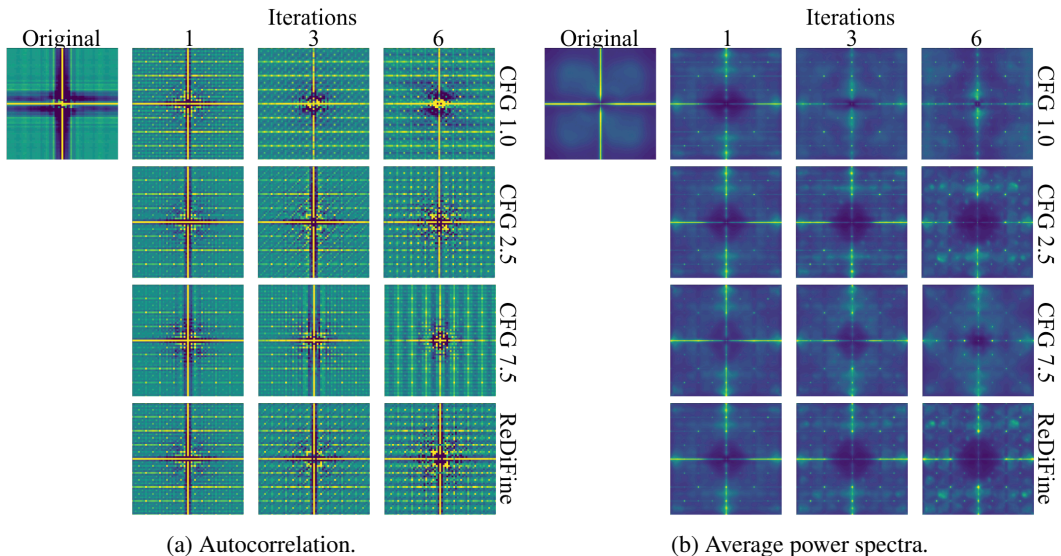 Iterations
Original 1 3 6
CFG 1.0
CFG 2.5
CFG 7.5
ReDiFine
(a) Autocorrelation.
Iterations
Original 1 3 6
CFG 1.0
CFG 2.5
CFG 7.5
ReDiFine
(b) Average power spectra.